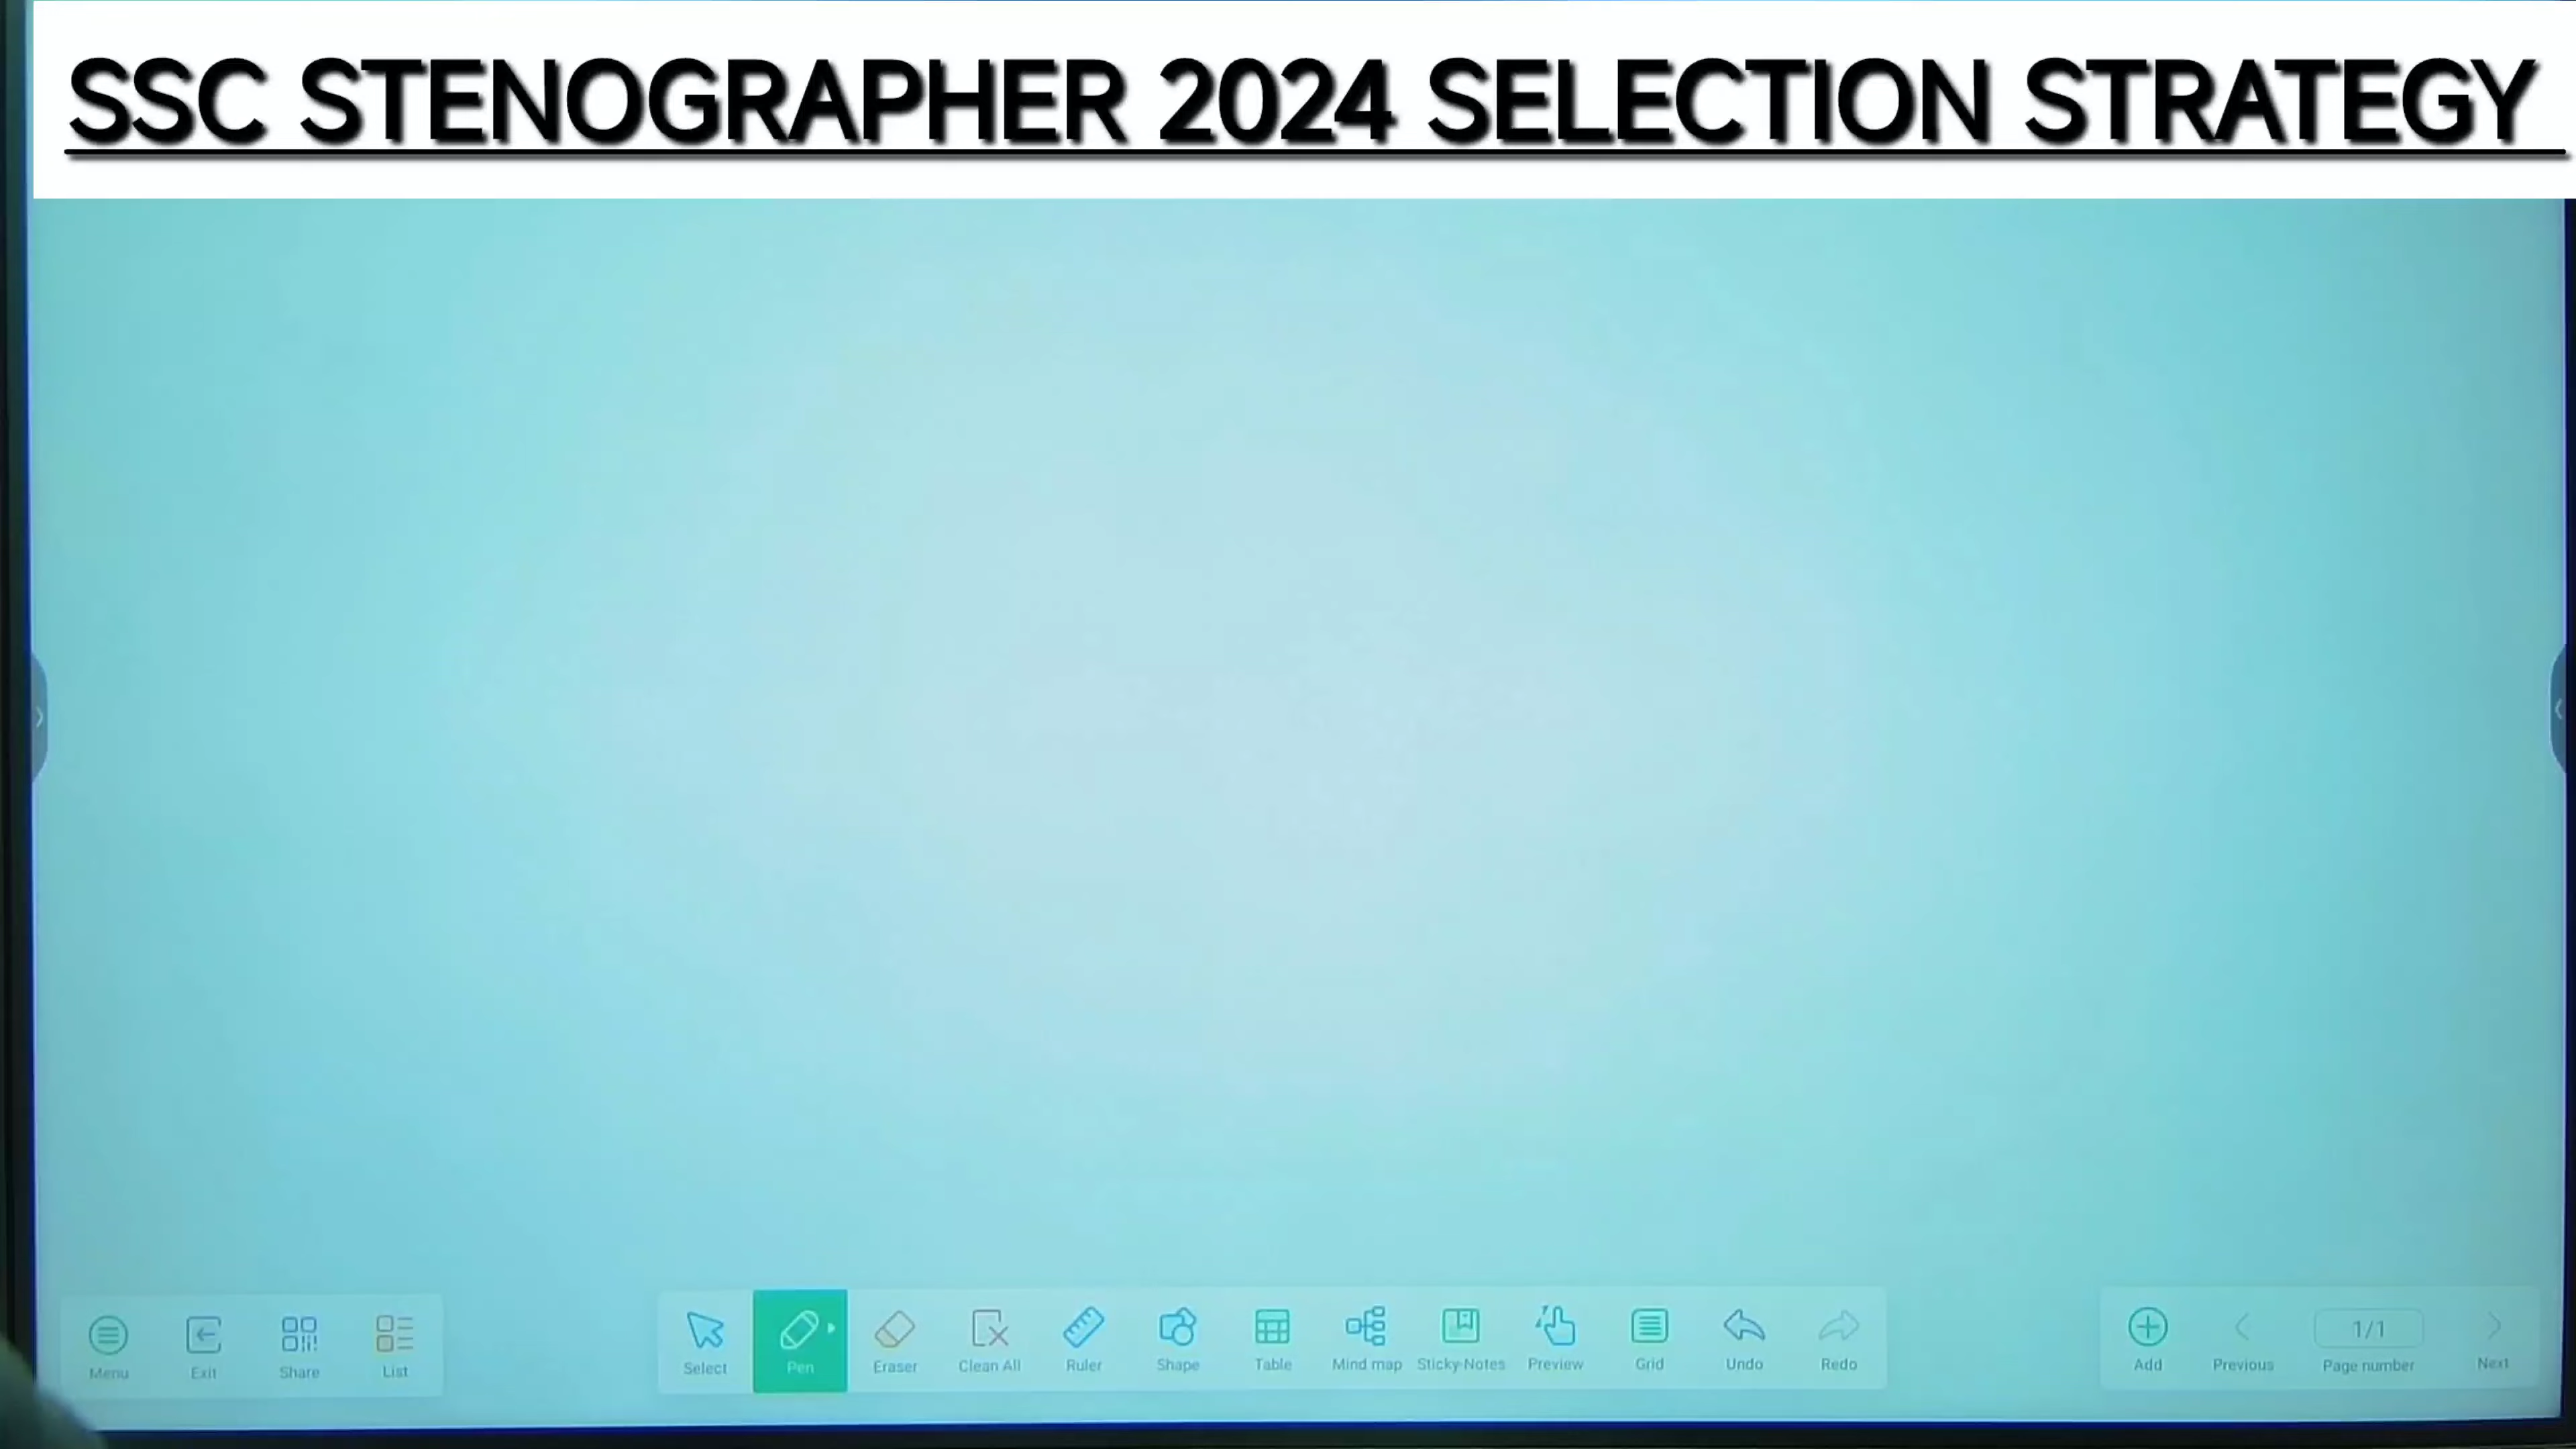 SSC STENOGRAPHER 2024 SELECTION STRATEGY
Menu
Exit
Share
List
Select
Pen
Eraser
Clean All
Ruler
Shape
Table
Mind map
Sticky Notes
Preview
Grid
Undo
Redo
Add
Previous
1/1
Page number
Next